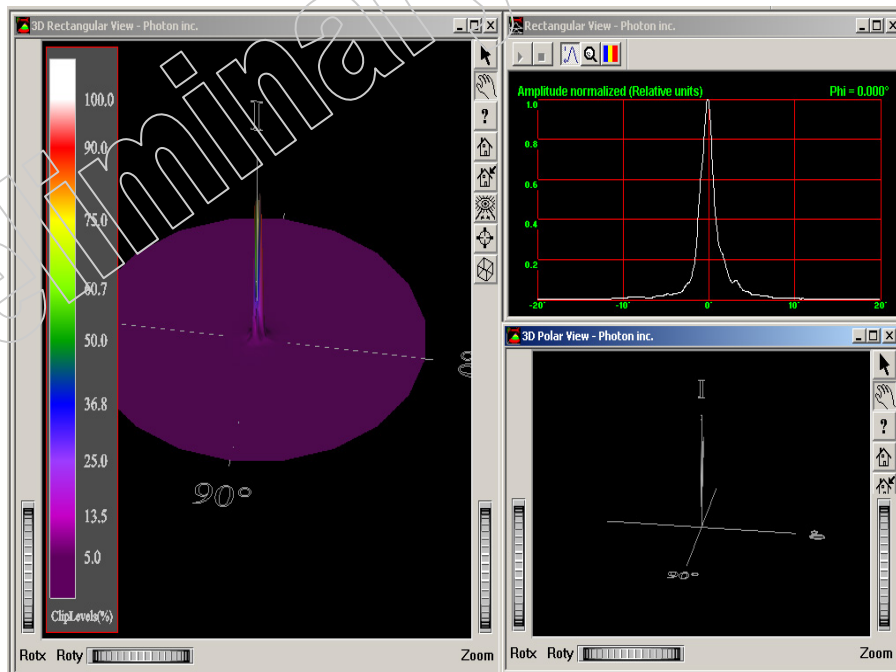 3D Rectangular View - Photon inc.
100.0
90.0
75.0
60.7
50.0
36.8
25.0
13.5
5.0
ClipLevels(%)
I
90°
Rotx Roty Zoom
Rectangular View - Photon inc.
Amplitude normalized (Relative units) Phi = 0.000°
1.0
0.8
0.6
0.4
0.2
-20° -10° 0° 10° 20°
3D Polar View - Photon inc.
I
90°
Rotx Roty Zoom